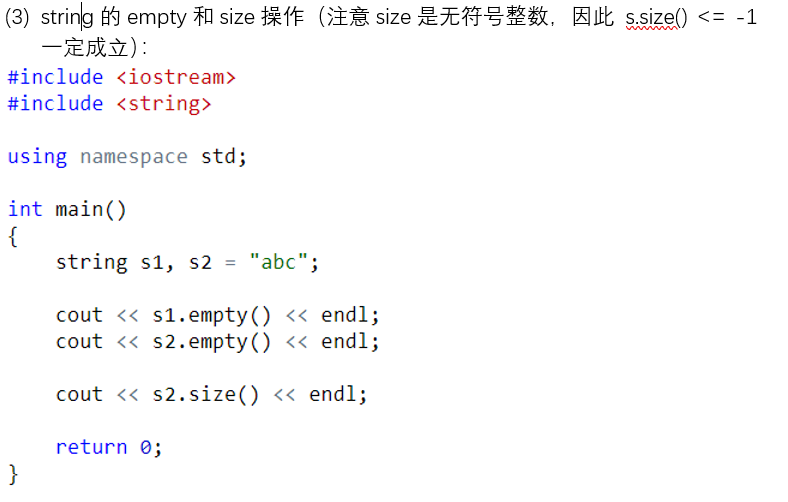 (3) string 的 empty 和 size 操作（注意 size 是无符号整数，因此 s.size() <= -1
一定成立）：
#include <iostream>
#include <string>
using namespace std;
int main()
{
    string s1, s2 = "abc";
    cout << s1.empty() << endl;
    cout << s2.empty() << endl;
    cout << s2.size() << endl;
    return 0;
}